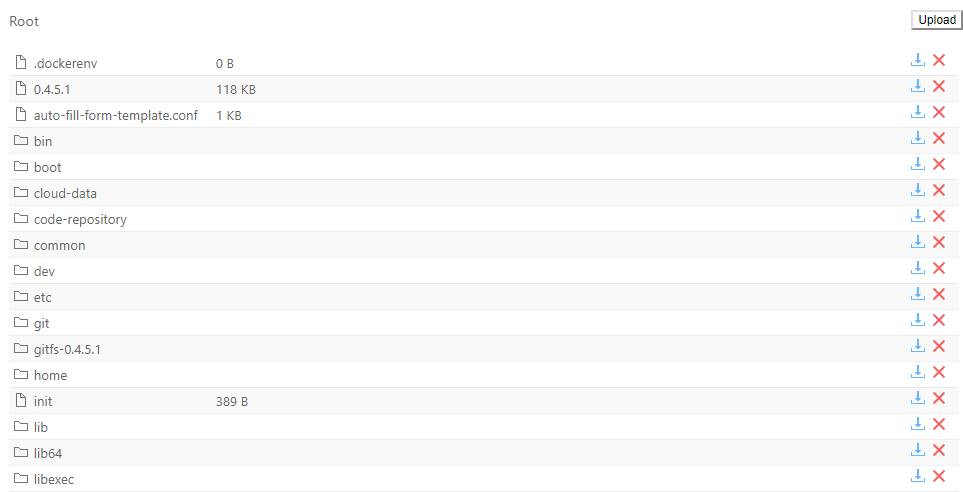 Root Upload
.dockerenv 0 B
0.4.5.1 118 KB
auto-fill-form-template.conf 1 KB
bin
boot
cloud-data
code-repository
common
dev
etc
git
gitfs-0.4.5.1
home
init 389 B
lib
lib64
libexec